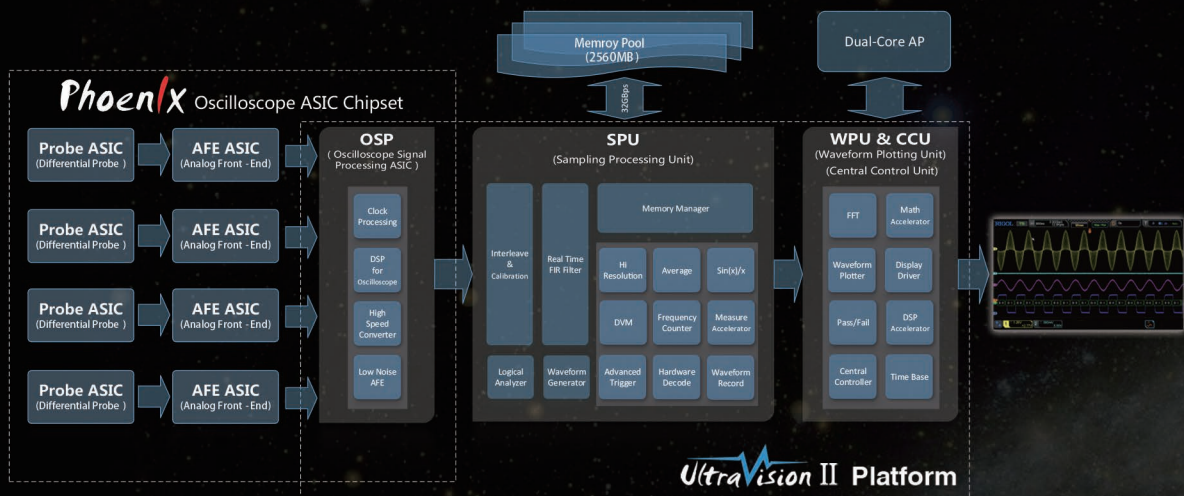 Memroy Pool
(2560MB)
Dual-Core AP
32GBps
Phoenix Oscilloscope ASIC Chipset
Probe ASIC
(Differential Probe )
AFE ASIC
(Analog Front -End)
Probe ASIC
(Differential Probe )
AFE ASIC
(Analog Front -End)
Probe ASIC
(Differential Probe )
AFE ASIC
(Analog Front -End)
Probe ASIC
(Differential Probe )
AFE ASIC
(Analog Front -End)
OSP
( Oscilloscope Signal
Processing ASIC )
Clock
Processing
DSP
for
Oscilloscope
High
Speed
Converter
Low Noise
AFE
SPU
(Sampling Processing Unit)
Interleave
&
Calibration
Real Time
FIR Filter
Memory Manager
Hi
Resolution
Average
Sin(x)/x
DVM
Frequency
Counter
Measure
Accelerator
Logical
Analyzer
Waveform
Generator
Advanced
Trigger
Hardware
Decode
Waveform
Record
WPU & CCU
(Waveform Plotting Unit)
(Central Control Unit)
FFT
Math
Accelerator
Waveform
Plotter
Display
Driver
Pass/Fail
DSP
Accelerator
Central
Controller
Time Base
RIGOL
UltraVision II Platform